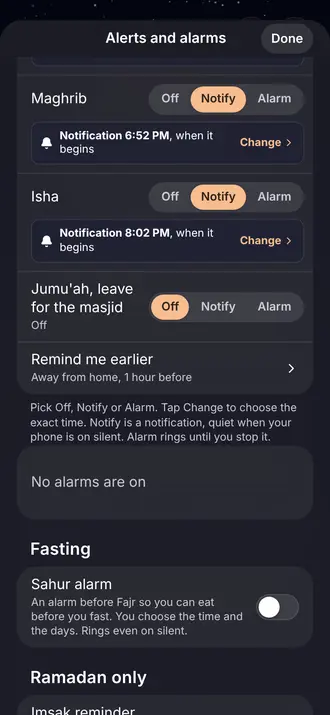 Alerts and alarms
Done
Maghrib
Off Notify Alarm
Notification 6:52 PM, when it
begins
Change >
Isha
Off Notify Alarm
Notification 8:02 PM, when it
begins
Change >
Jumu'ah, leave
for the masjid
Off
Off Notify Alarm
Remind me earlier
Away from home, 1 hour before
Pick Off, Notify or Alarm. Tap Change to choose the
exact time. Notify is a notification, quiet when your
phone is on silent. Alarm rings until you stop it.
No alarms are on
Fasting
Sahur alarm
An alarm before Fajr so you can eat
before you fast. You choose the time and
the days. Rings even on silent.
Ramadan only
Imsak reminder